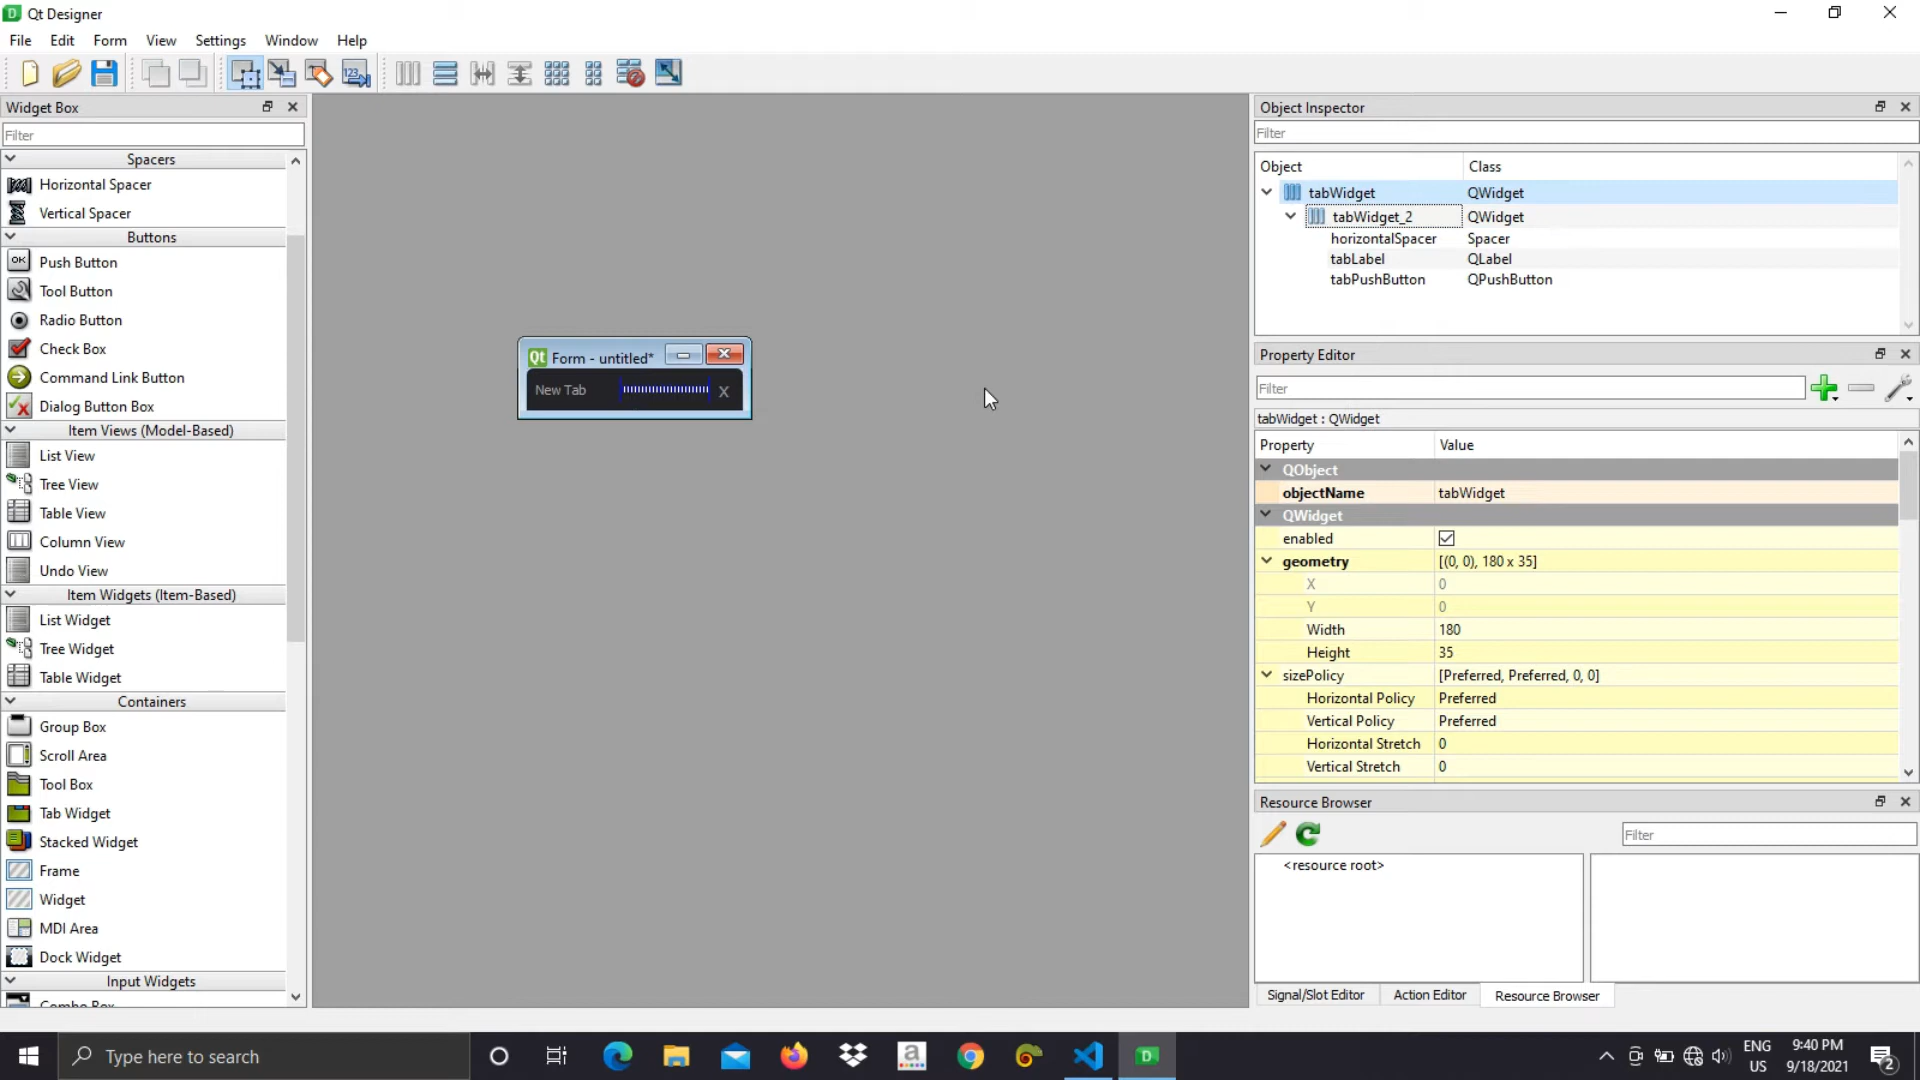 Qt Designer
File Edit Form View Settings Window Help
Widget Box
Filter
Spacers
Horizontal Spacer
Vertical Spacer
Buttons
OK Push Button
Tool Button
Radio Button
Check Box
Command Link Button
Dialog Button Box
Item Views (Model-Based)
List View
Tree View
Table View
Column View
Undo View
Item Widgets (Item-Based)
List Widget
Tree Widget
Table Widget
Containers
Group Box
Scroll Area
Tool Box
Tab Widget
Stacked Widget
Frame
Widget
MDI Area
Dock Widget
Input Widgets
Combo Box
Qt Form - untitled*
New Tab X
Object Inspector
Filter
Object Class
tabWidget QWidget
tabWidget_2 QWidget
horizontalSpacer Spacer
tabLabel QLabel
tabPushButton QPushButton
Property Editor
Filter
tabWidget : QWidget
Property Value
QObject
objectName tabWidget
QWidget
enabled
geometry [(0, 0), 180 x 35]
X 0
Y 0
Width 180
Height 35
sizePolicy [Preferred, Preferred, 0, 0]
Horizontal Policy Preferred
Vertical Policy Preferred
Horizontal Stretch 0
Vertical Stretch 0
Resource Browser
Filter
<resource root>
Signal/Slot Editor Action Editor Resource Browser
Type here to search
ENG
US
9:40 PM
9/18/2021
2